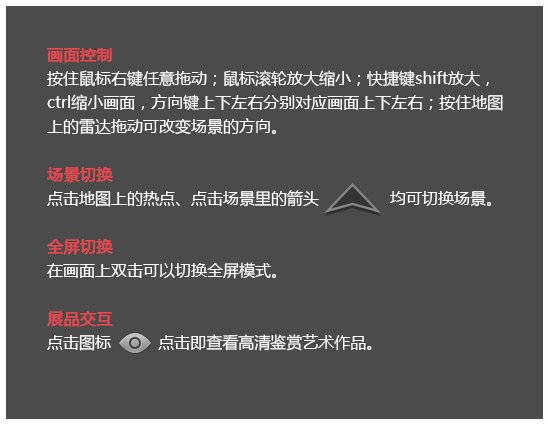 画面控制
按住鼠标右键任意拖动；鼠标滚轮放大缩小；快捷键shift放大，
ctrl缩小画面，方向键上下左右分别对应画面上下左右；按住地图
上的雷达拖动可改变场景的方向。
场景切换
点击地图上的热点、点击场景里的箭头 均可切换场景。
全屏切换
在画面上双击可以切换全屏模式。
展品交互
点击图标 点击即查看高清鉴赏艺术作品。